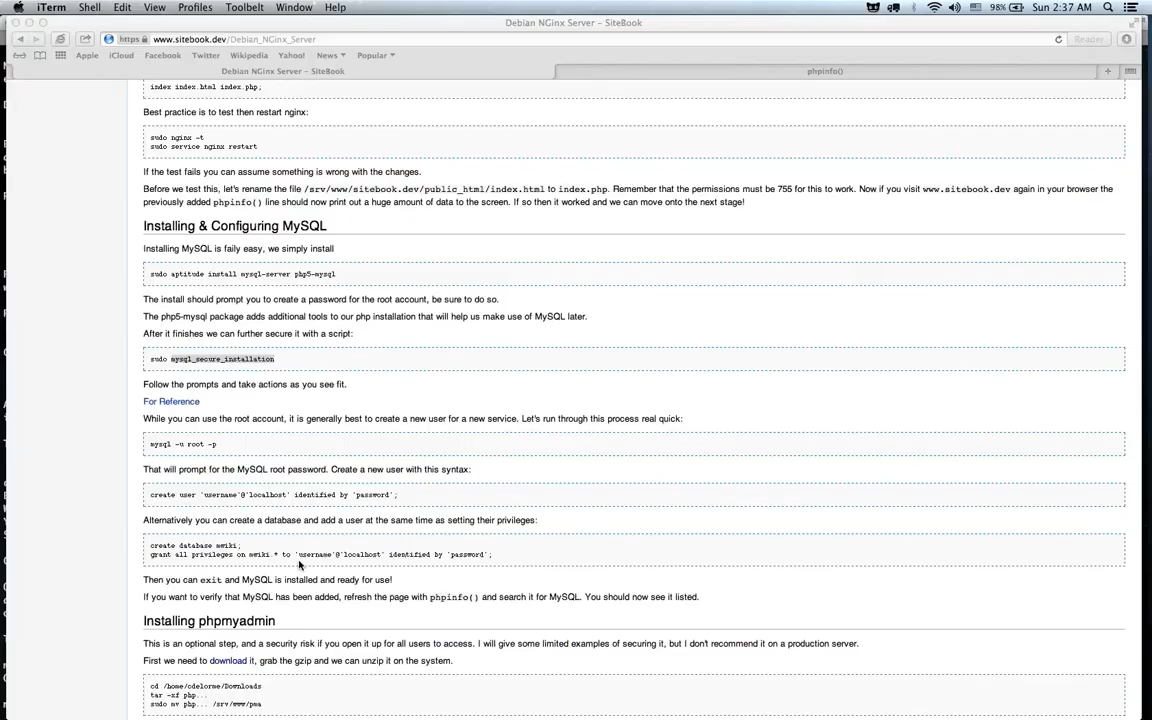 iTerm Shell Edit View Profiles Toolbelt Window Help 98% Sun 2:37 AM
Debian NGinx Server – SiteBook
https www.sitebook.dev/Debian_NGinx_Server Reader
Apple iCloud Facebook Twitter Wikipedia Yahoo! News Popular
Debian NGinx Server – SiteBook phpinfo() +
index index.html index.php;
Best practice is to test then restart nginx:
sudo nginx -t
sudo service nginx restart
If the test fails you can assume something is wrong with the changes.
Before we test this, let's rename the file /srv/www/sitebook.dev/public_html/index.html to index.php. Remember that the permissions must be 755 for this to work. Now if you visit www.sitebook.dev again in your browser the
previously added phpinfo() line should now print out a huge amount of data to the screen. If so then it worked and we can move onto the next stage!
Installing & Configuring MySQL
Installing MySQL is faily easy, we simply install
sudo aptitude install mysql-server php5-mysql
The install should prompt you to create a password for the root account, be sure to do so.
The php5-mysql package adds additional tools to our php installation that will help us make use of MySQL later.
After it finishes we can further secure it with a script:
sudo mysql_secure_installation
Follow the prompts and take actions as you see fit.
For Reference
While you can use the root account, it is generally best to create a new user for a new service. Let's run through this process real quick:
mysql -u root -p
That will prompt for the MySQL root password. Create a new user with this syntax:
create user 'username'@'localhost' identified by 'password';
Alternatively you can create a database and add a user at the same time as setting their privileges:
create database mwiki;
grant all privileges on mwiki.* to 'username'@'localhost' identified by 'password';
Then you can exit and MySQL is installed and ready for use!
If you want to verify that MySQL has been added, refresh the page with phpinfo() and search it for MySQL. You should now see it listed.
Installing phpmyadmin
This is an optional step, and a security risk if you open it up for all users to access. I will give some limited examples of securing it, but I don't recommend it on a production server.
First we need to download it, grab the gzip and we can unzip it on the system.
cd /home/cdelorme/Downloads
tar -xf php...
sudo mv php... /srv/www/pma